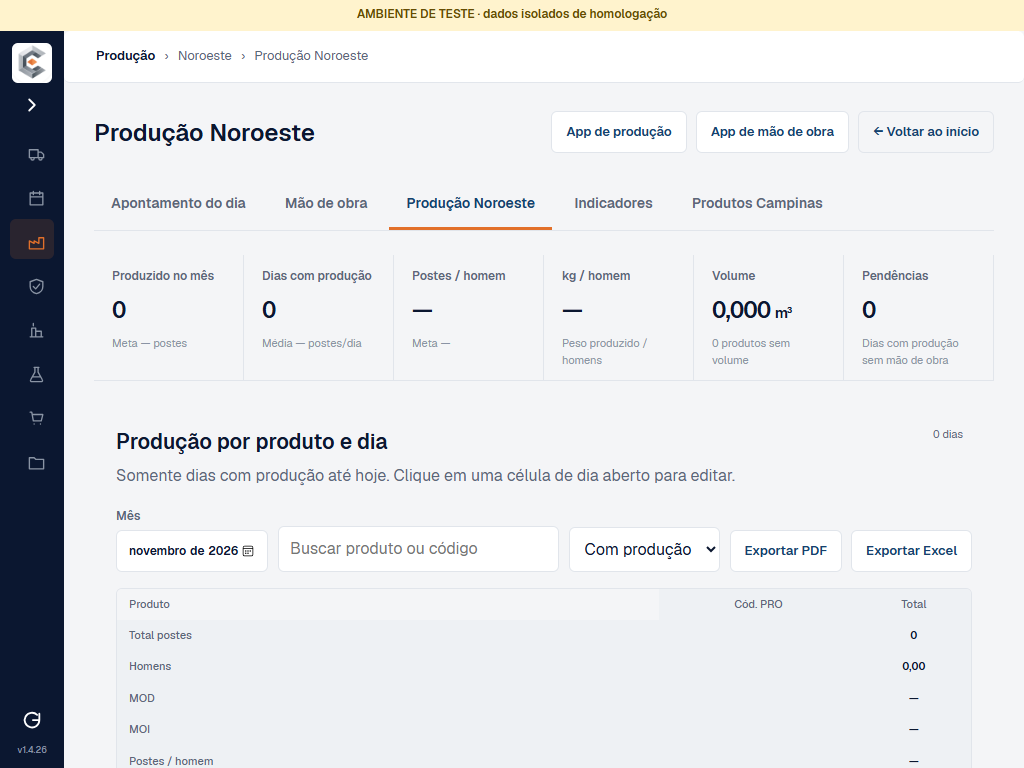 AMBIENTE DE TESTE · dados isolados de homologação
Produção › Noroeste › Produção Noroeste
Produção Noroeste
App de produção
App de mão de obra
← Voltar ao início
Apontamento do dia
Mão de obra
Produção Noroeste
Indicadores
Produtos Campinas
Produzido no mês
0
Meta — postes
Dias com produção
0
Média — postes/dia
Postes / homem
—
Meta —
kg / homem
—
Peso produzido /
homens
Volume
0,000 m³
0 produtos sem
volume
Pendências
0
Dias com produção
sem mão de obra
Produção por produto e dia
0 dias
Somente dias com produção até hoje. Clique em uma célula de dia aberto para editar.
Mês
novembro de 2026
Buscar produto ou código
Com produção
Exportar PDF
Exportar Excel
Produto Cód. PRO Total
Total postes 0
Homens 0,00
MOD —
MOI —
Postes / homem —
v1.4.26